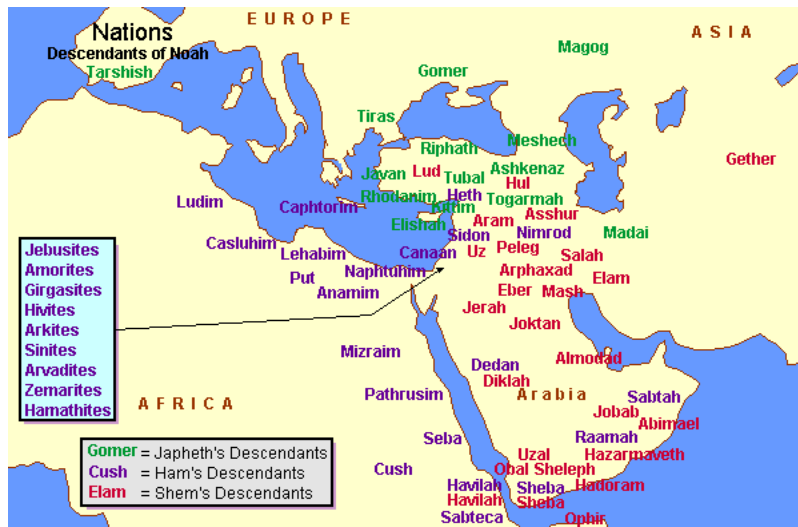 EUROPE
Nations
ASIA
Descendants of Noah
Magog
Tarshish
Gomer
Tiras
Meshech
Riphath
Gether
Ashkenaz
Lud
Javan
Tubal
Hul
Heth
Rhodanim
Togarmah
Ludim
Caphtorim
Kittim
Asshur
Aram
Elishah
Nimrod
Madai
Sidon
Casluhim
Peleg
Lehabim
Canaan
Uz
Salah
Jebusites
Amorites
Girgasites
Hivites
Arkites
Sinites
Arvadites
Zemarites
Hamathites
Naphtuhim
Arphaxad
Put
Elam
Anamim
Eber
Mash
Jerah
Joktan
Mizraim
Almodad
Dedan
Diklah
Arabia
Pathrusim
Sabtah
AFRICA
Jobab
Abimael
Seba
Raamah
Uzal
Hazarmaveth
Obal Sheleph
Cush
Havilah
Sheba
Hadoram
Havilah
Sheba
Sabteca
Ophir
Gomer = Japheth's Descendants
Cush = Ham's Descendants
Elam = Shem's Descendants